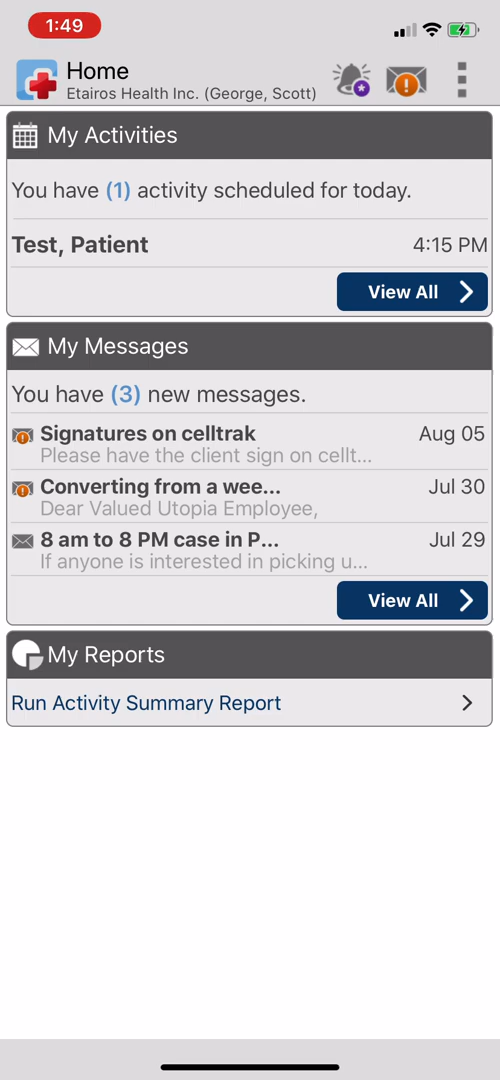 1:49
Home
Etairos Health Inc. (George, Scott)
My Activities
You have (1) activity scheduled for today.
Test, Patient 4:15 PM
View All
My Messages
You have (3) new messages.
Signatures on celltrak Aug 05
Please have the client sign on cellt...
Converting from a wee... Jul 30
Dear Valued Utopia Employee,
8 am to 8 PM case in P... Jul 29
If anyone is interested in picking u...
View All
My Reports
Run Activity Summary Report